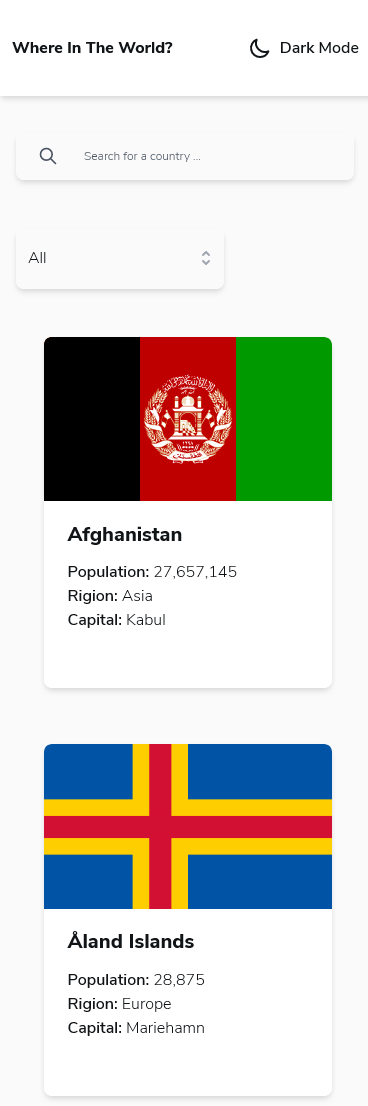 Where In The World?
Dark Mode
Search for a country ...
All
Afghanistan
Population: 27,657,145
Rigion: Asia
Capital: Kabul
Åland Islands
Population: 28,875
Rigion: Europe
Capital: Mariehamn